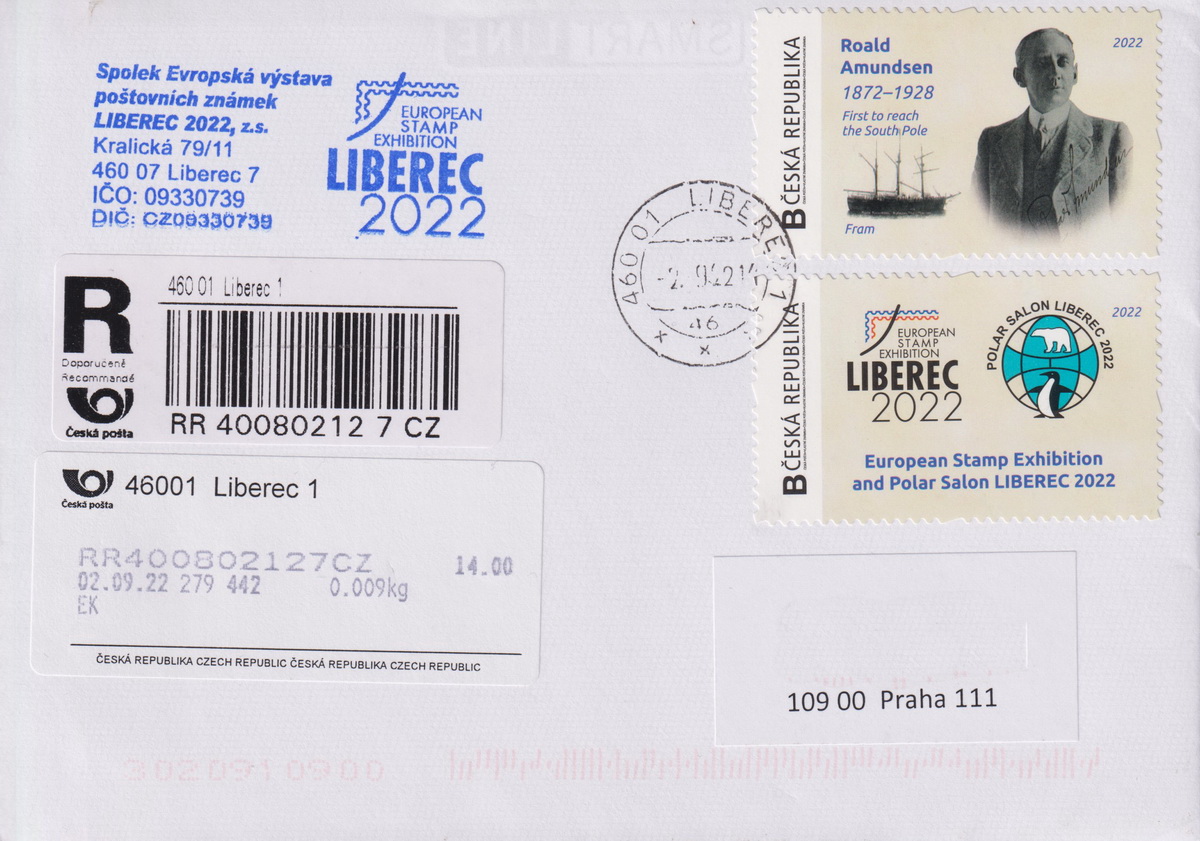 SMART LINE
Spolek Evropská výstava
poštovních známek
LIBEREC 2022, z.s.
Kralická 79/11
460 07 Liberec 7
IČO: 09330739
DIČ: CZ09330739
EUROPEAN
STAMP
EXHIBITION
LIBEREC
2022
R
Doporučeně
Recommandé
Česká pošta
460 01 Liberec 1
RR 40080212 7 CZ
Česká pošta
46001 Liberec 1
RR400802127CZ 14.00
02.09.22 279 442 0.009kg
EK
ČESKÁ REPUBLIKA CZECH REPUBLIC ČESKÁ REPUBLIKA CZECH REPUBLIC
460 01 LIBEREC 1
46
B ČESKÁ REPUBLIKA
Roald
Amundsen
1872–1928
First to reach
the South Pole
Fram
2022
B ČESKÁ REPUBLIKA
EUROPEAN
STAMP
EXHIBITION
LIBEREC
2022
POLAR SALON LIBEREC 2022
2022
European Stamp Exhibition
and Polar Salon LIBEREC 2022
109 00 Praha 111
3020910900